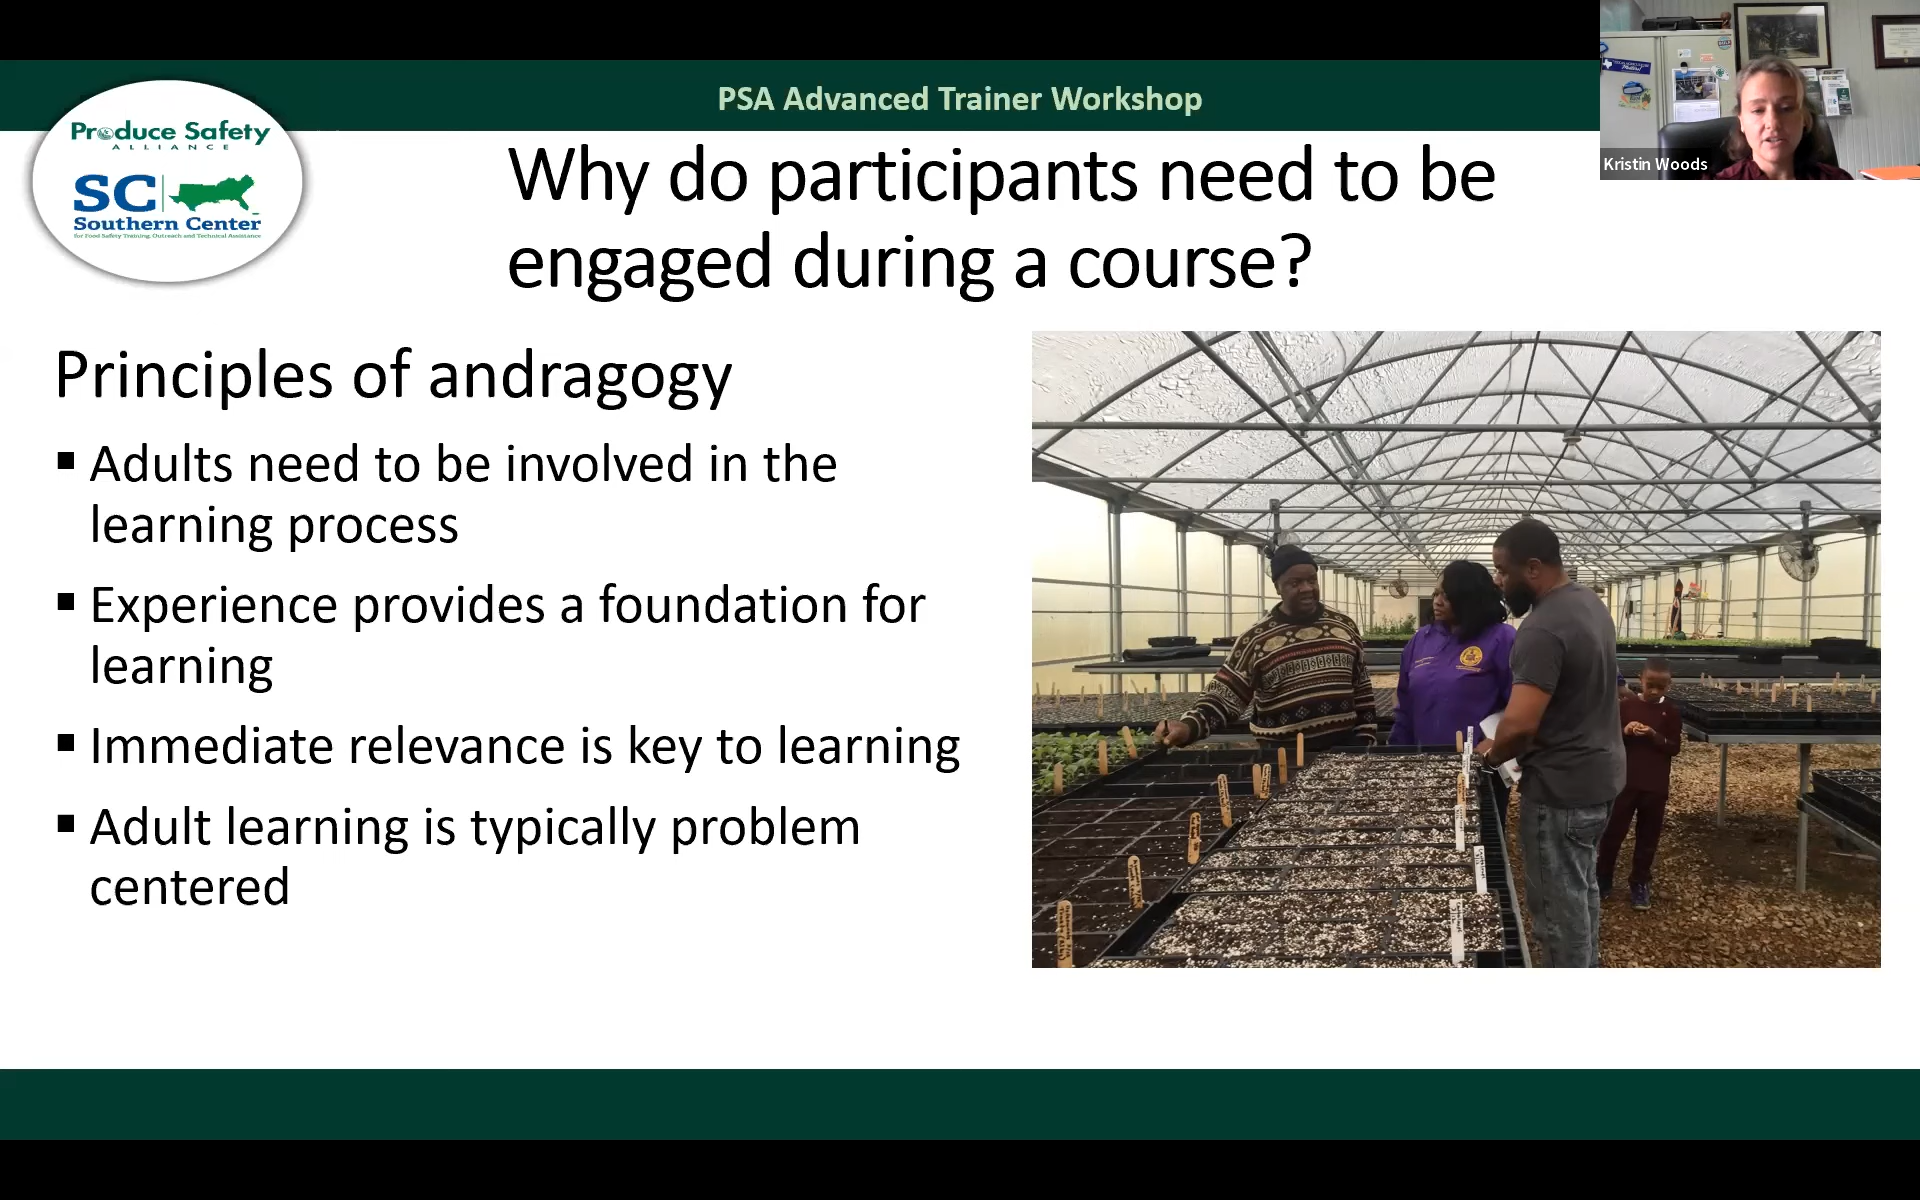 PSA Advanced Trainer Workshop
Kristin Woods
Produce Safety
ALLIANCE
SC
Southern Center
for Food Safety Training, Outreach and Technical Assistance
Why do participants need to be
engaged during a course?
Principles of andragogy
▪ Adults need to be involved in the
learning process
▪ Experience provides a foundation for
learning
▪ Immediate relevance is key to learning
▪ Adult learning is typically problem
centered